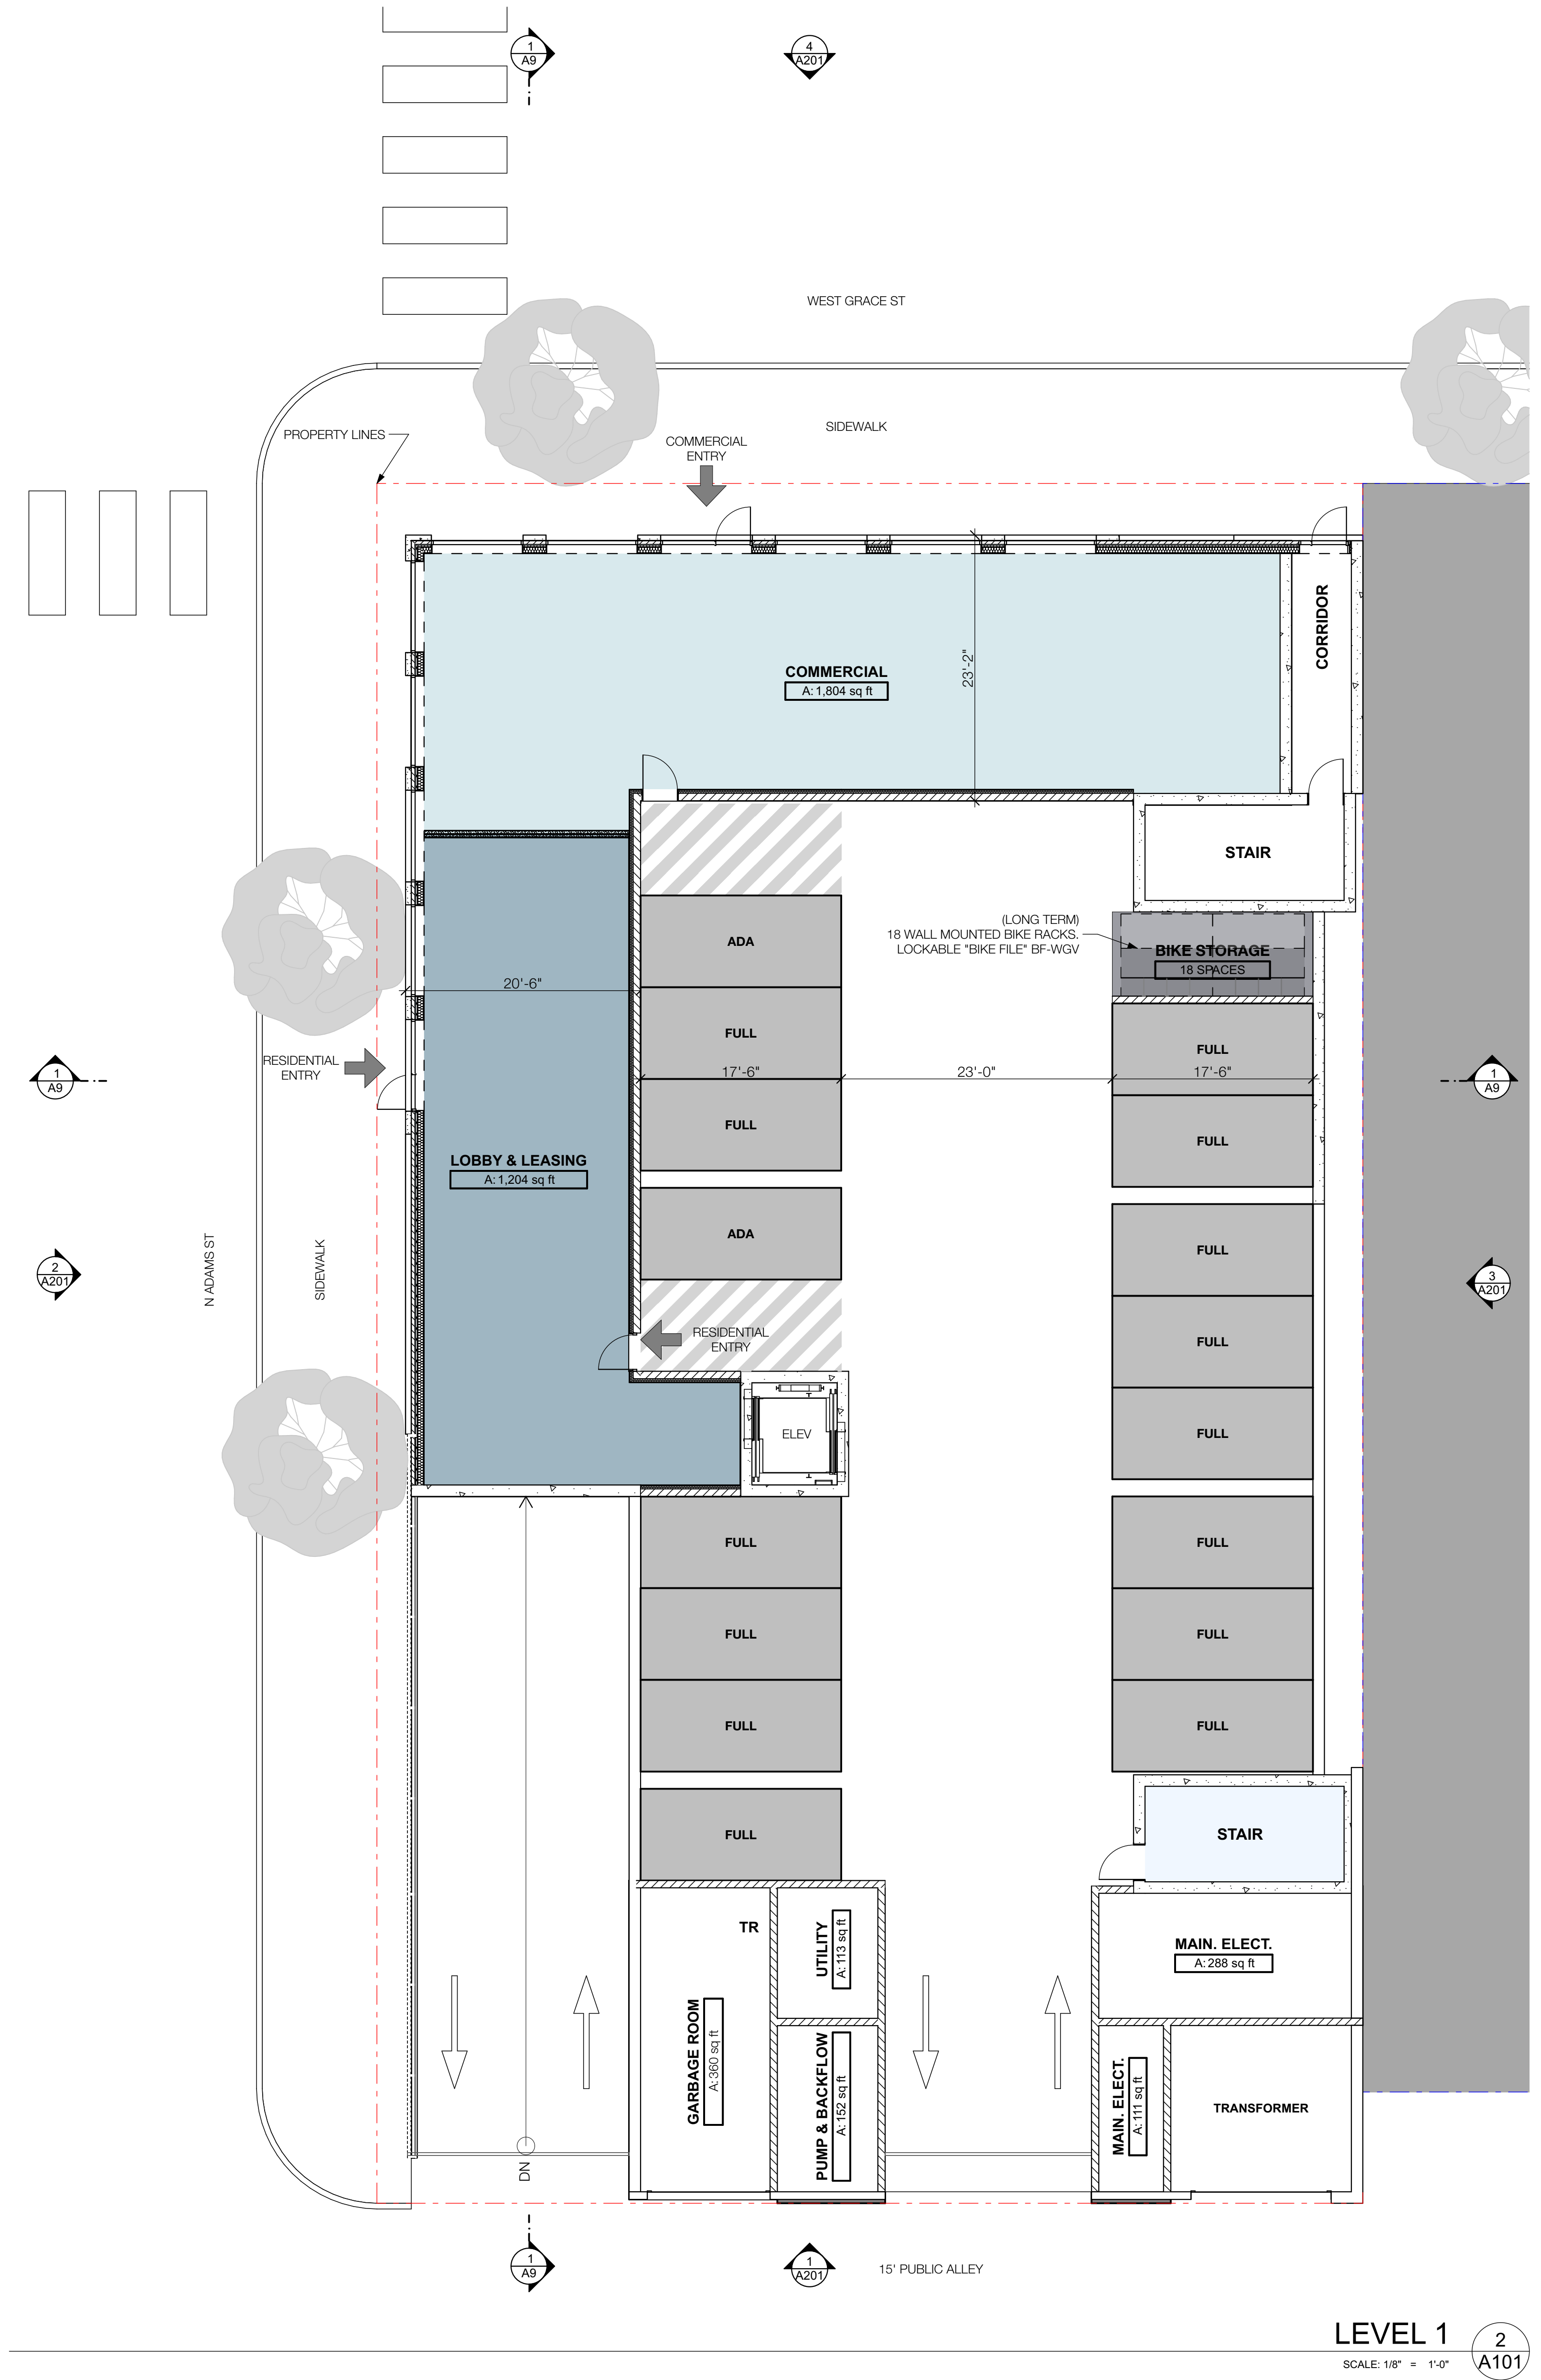 1
A9
4
A201
WEST GRACE ST
PROPERTY LINES
SIDEWALK
COMMERCIAL
ENTRY
CORRIDOR
COMMERCIAL
A: 1,804 sq ft
23'-2"
STAIR
(LONG TERM)
18 WALL MOUNTED BIKE RACKS.
LOCKABLE "BIKE FILE" BF-WGV
BIKE STORAGE
18 SPACES
ADA
20'-6"
FULL
FULL
RESIDENTIAL
ENTRY
1
A9
17'-6"
23'-0"
17'-6"
1
A9
FULL
FULL
LOBBY & LEASING
A: 1,204 sq ft
ADA
FULL
N ADAMS ST
SIDEWALK
2
A201
3
A201
RESIDENTIAL
ENTRY
FULL
ELEV
FULL
FULL
FULL
FULL
FULL
FULL
FULL
FULL
STAIR
TR
UTILITY
A: 113 sq ft
MAIN. ELECT.
A: 288 sq ft
GARBAGE ROOM
A: 360 sq ft
PUMP & BACKFLOW
A: 152 sq ft
MAIN. ELECT.
A: 111 sq ft
TRANSFORMER
DN
1
A9
1
A201
15' PUBLIC ALLEY
LEVEL 1
SCALE: 1/8" = 1'-0"
2
A101